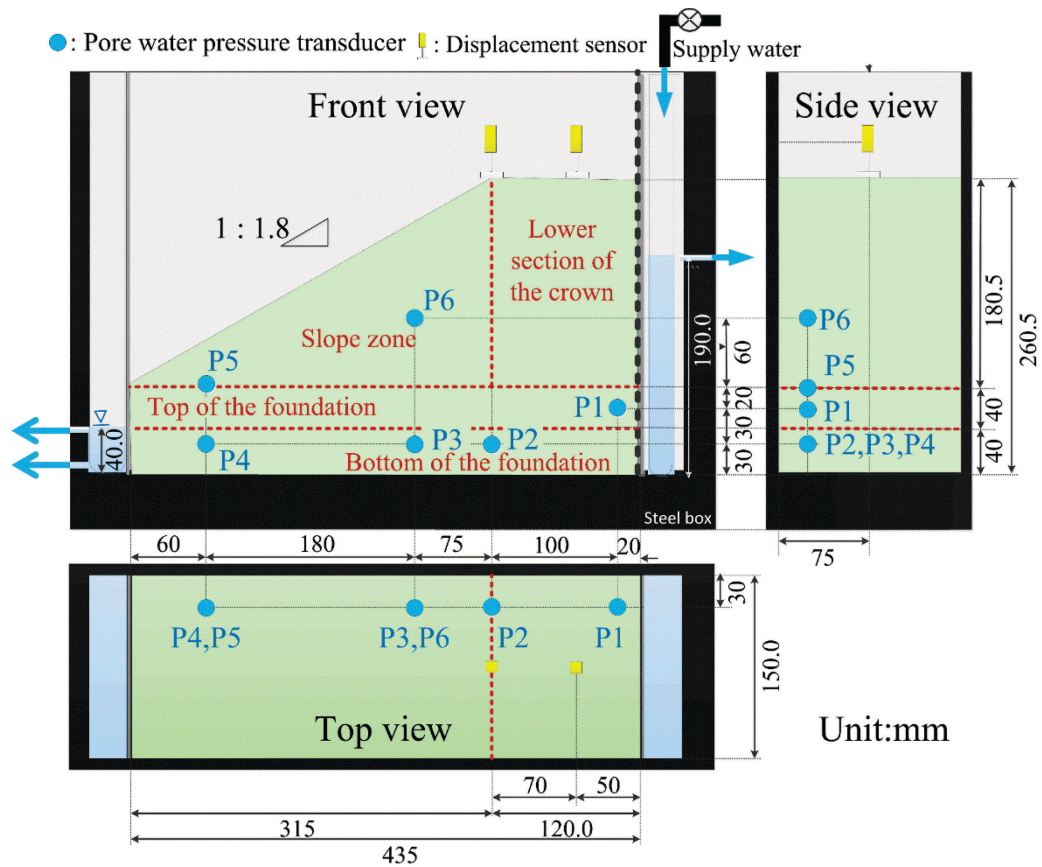 : Pore water pressure transducer
: Displacement sensor
Supply water
Front view
Side view
1 : 1.8
Lower
section of
the crown
P6
Slope zone
P5
Top of the foundation
P1
P4
P3
P2
Bottom of the foundation
40.0
190.0
60
20
30
30
Steel box
P6
P5
P1
P2,P3,P4
180.5
40
40
260.5
75
60
180
75
100
20
P4,P5
P3,P6
P2
P1
30
150.0
Top view
Unit:mm
70
50
315
120.0
435